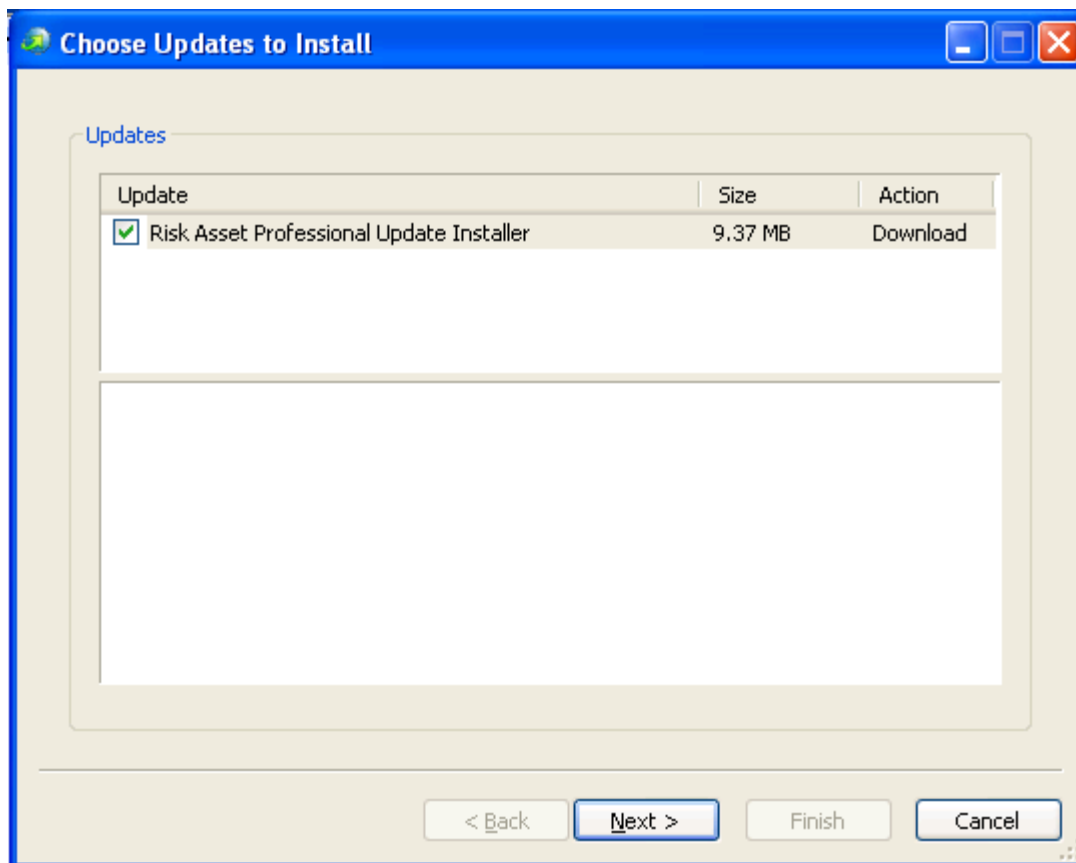 Choose Updates to Install
Updates
Update Size Action
Risk Asset Professional Update Installer 9.37 MB Download
< Back Next > Finish Cancel